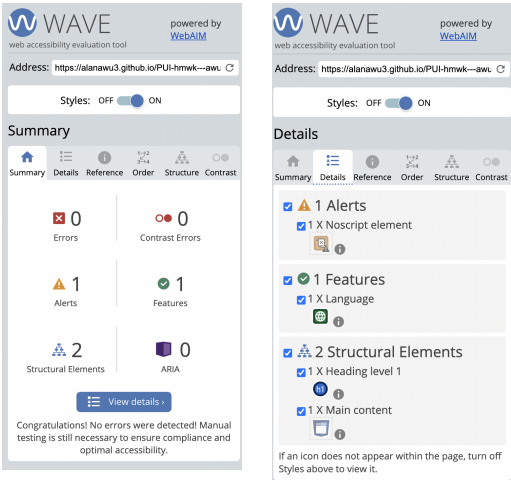 WAVE
web accessibility evaluation tool
powered by
WebAIM
Address: https://alanawu3.github.io/PUI-hmwk---awu
Styles: OFF ON
Summary
Summary Details Reference Order Structure Contrast
0
Errors
0
Contrast Errors
1
Alerts
1
Features
2
Structural Elements
0
ARIA
View details ›
Congratulations! No errors were detected! Manual
testing is still necessary to ensure compliance and
optimal accessibility.
WAVE
web accessibility evaluation tool
powered by
WebAIM
Address: https://alanawu3.github.io/PUI-hmwk---awu
Styles: OFF ON
Details
Summary Details Reference Order Structure Contrast
1 Alerts
1 X Noscript element
1 Features
1 X Language
2 Structural Elements
1 X Heading level 1
h1
1 X Main content
If an icon does not appear within the page, turn off
Styles above to view it.